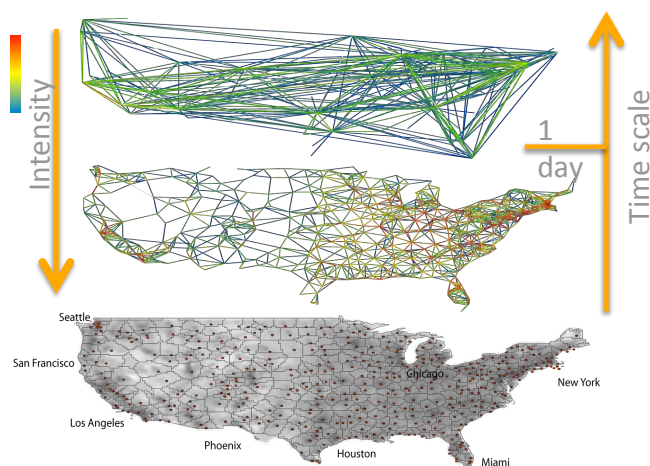 Intensity
1
day
Time scale
Seattle
San Francisco
Chicago
New York
Los Angeles
Phoenix
Houston
Miami